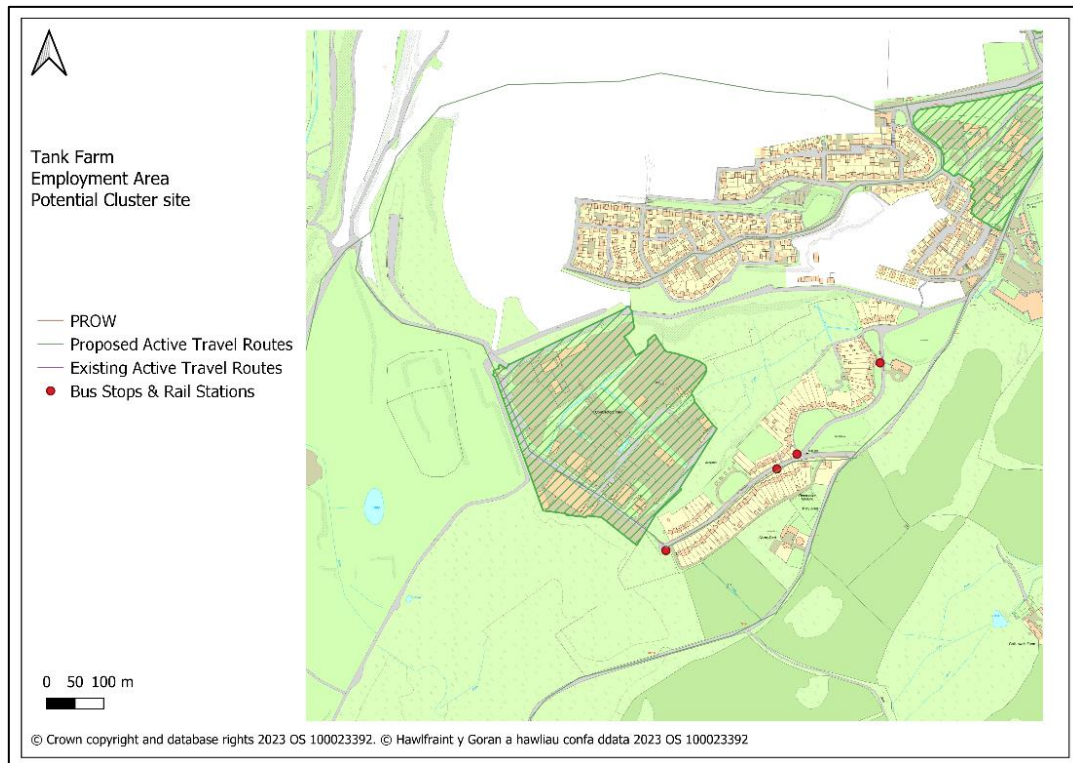 Tank Farm
Employment Area
Potential Cluster site
PROW
Proposed Active Travel Routes
Existing Active Travel Routes
Bus Stops & Rail Stations
0 50 100 m
© Crown copyright and database rights 2023 OS 100023392. © Hawlfraint y Goran a hawliau confa ddata 2023 OS 100023392